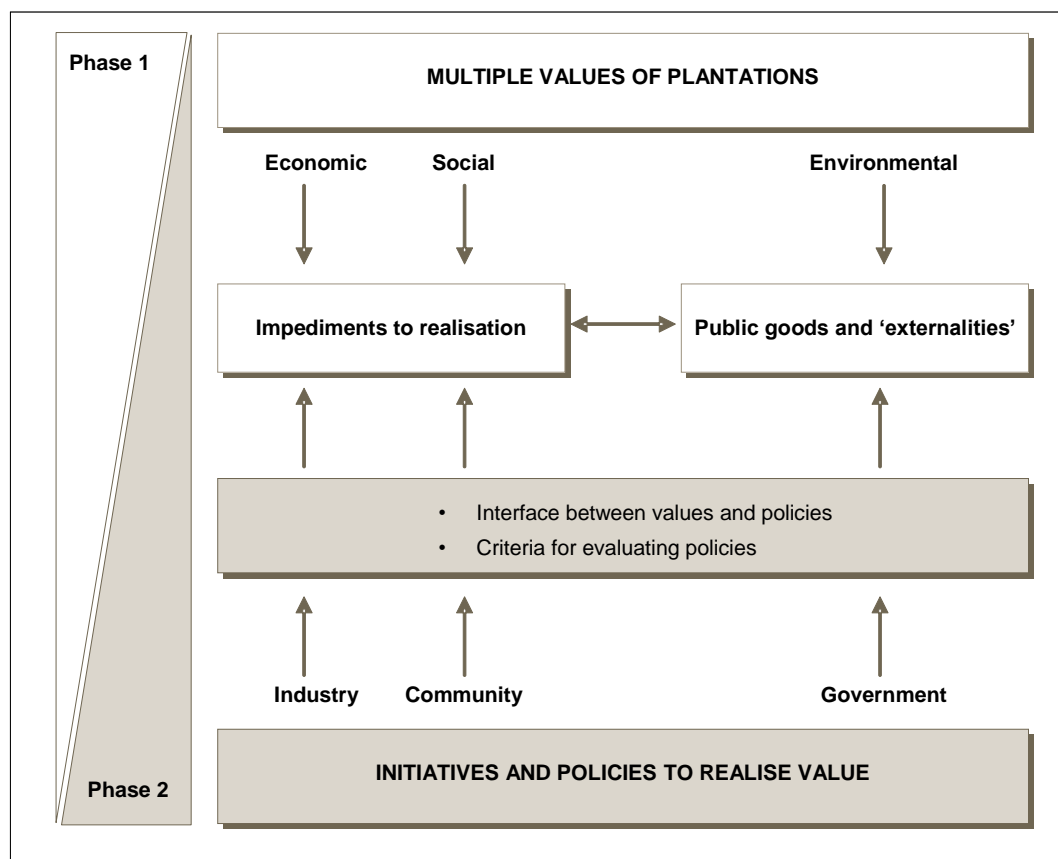 Phase 1
MULTIPLE VALUES OF PLANTATIONS
Economic Social Environmental
Impediments to realisation
Public goods and ‘externalities’
• Interface between values and policies
• Criteria for evaluating policies
Industry Community Government
INITIATIVES AND POLICIES TO REALISE VALUE
Phase 2